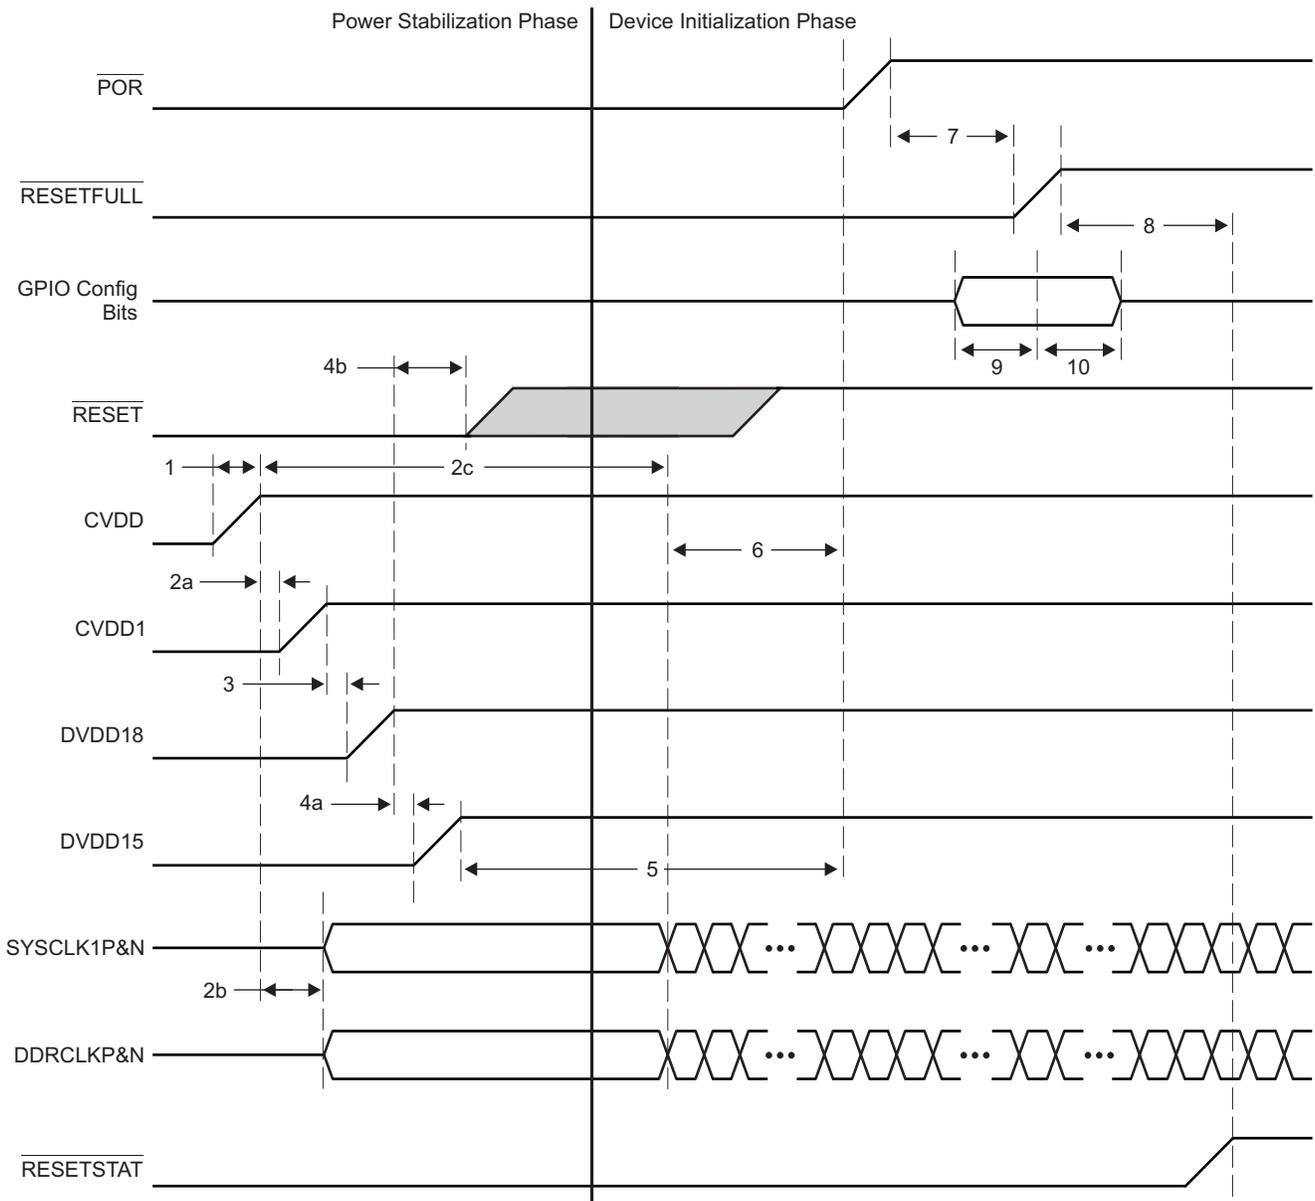 Power Stabilization Phase
Device Initialization Phase
POR
7
RESETFULL
8
GPIO Config
Bits
9
10
4b
RESET
1
2c
CVDD
6
2a
CVDD1
3
DVDD18
4a
DVDD15
5
SYSCLK1P&N
2b
DDRCLKP&N
RESETSTAT